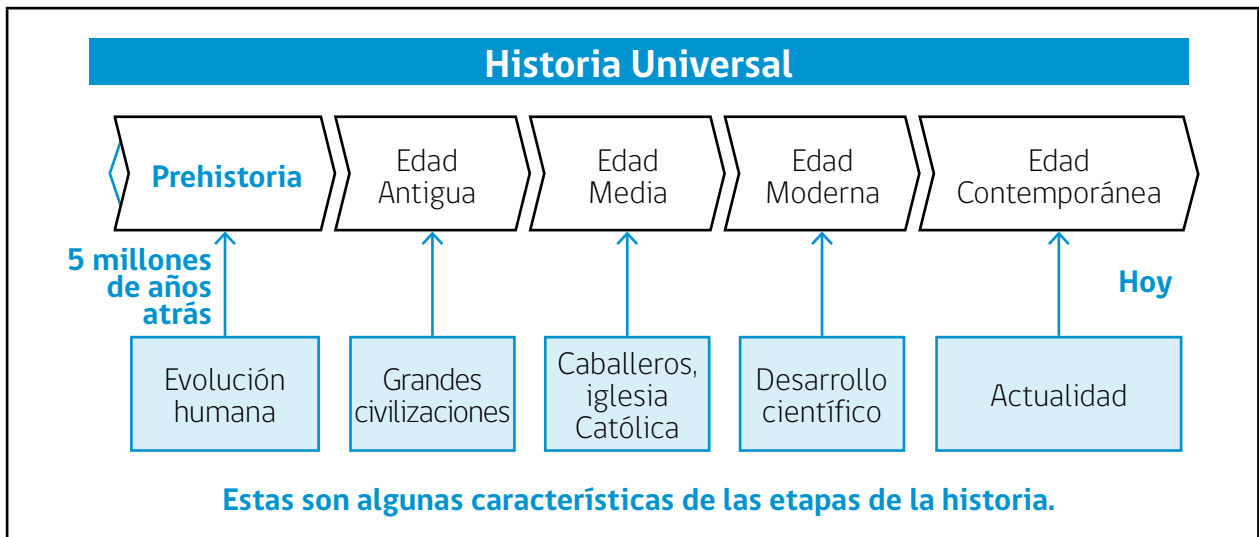 Historia Universal
Prehistoria
Edad
Antigua
Edad
Media
Edad
Moderna
Edad
Contemporánea
5 millones
de años
atrás
Hoy
Evolución
humana
Grandes
civilizaciones
Caballeros,
iglesia
Católica
Desarrollo
científico
Actualidad
Estas son algunas características de las etapas de la historia.